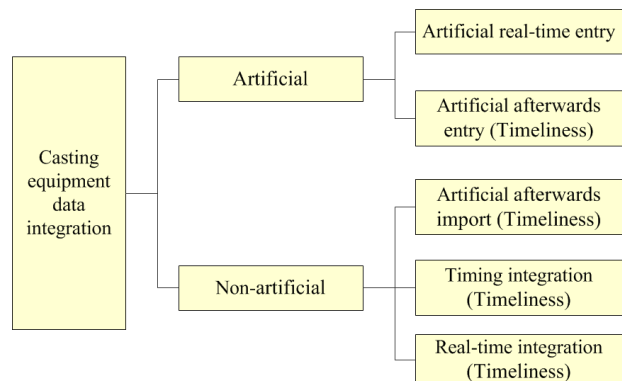 Casting
equipment
data
integration
Artificial
Non-artificial
Artificial real-time entry
Artificial afterwards
entry (Timeliness)
Artificial afterwards
import (Timeliness)
Timing integration
(Timeliness)
Real-time integration
(Timeliness)